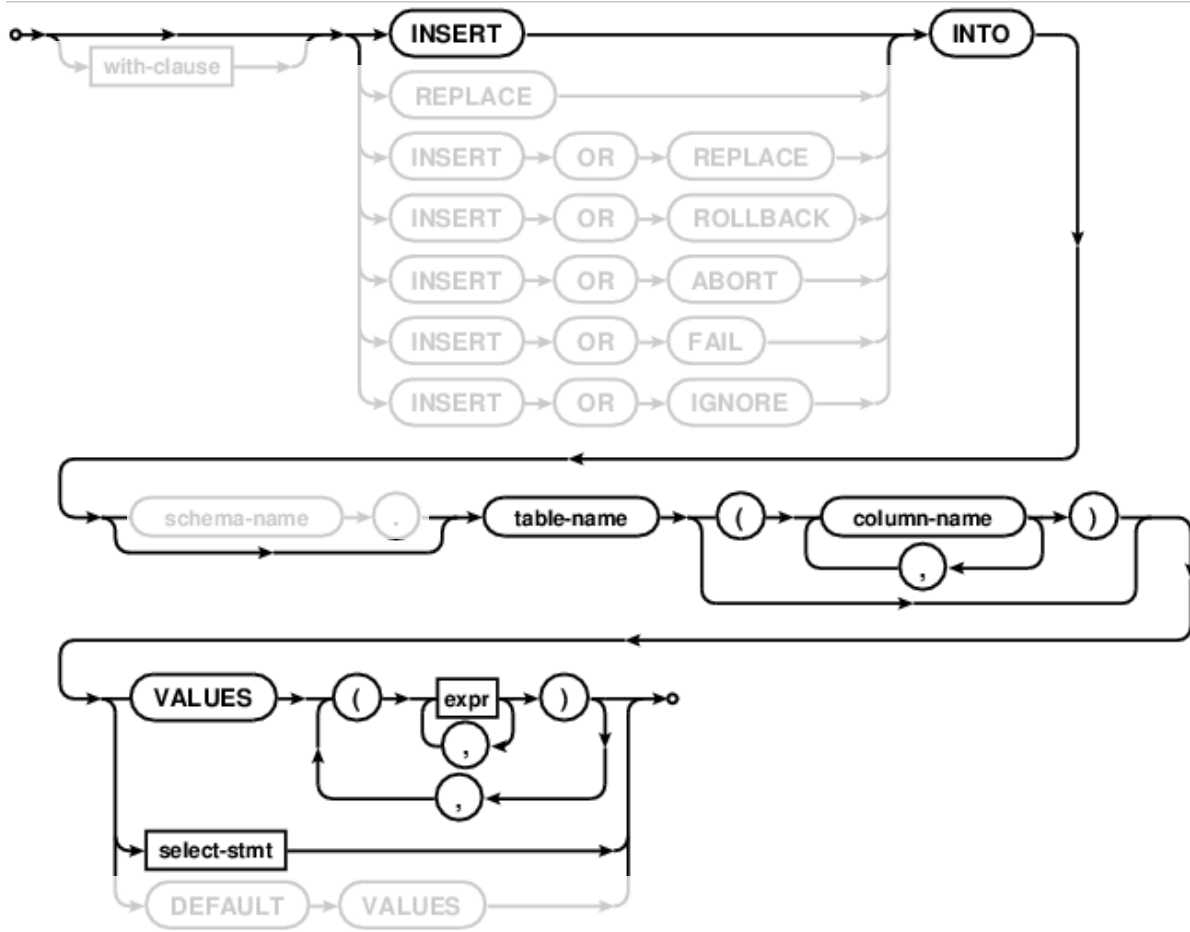 INSERT INTO
with-clause
REPLACE
INSERT OR REPLACE
INSERT OR ROLLBACK
INSERT OR ABORT
INSERT OR FAIL
INSERT OR IGNORE
schema-name . table-name ( column-name )
,
VALUES ( expr )
,
,
select-stmt
DEFAULT VALUES